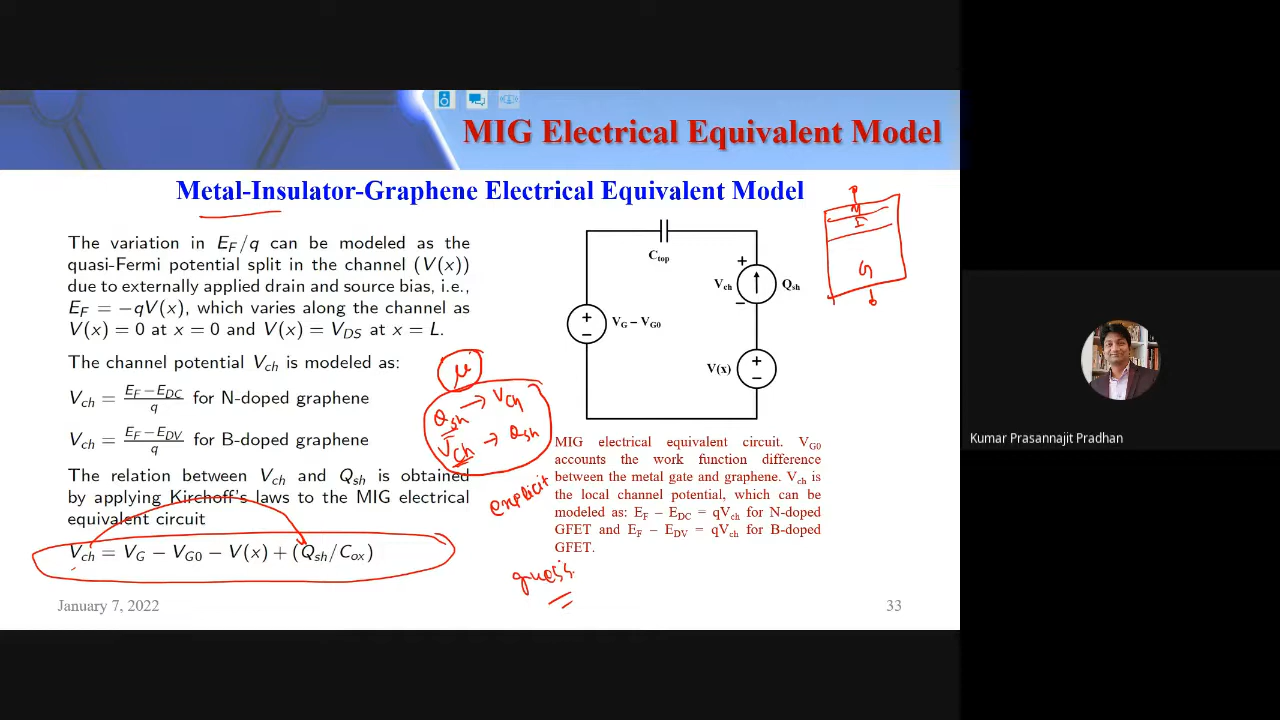 MIG Electrical Equivalent Model
Metal-Insulator-Graphene Electrical Equivalent Model
The variation in E_F/q can be modeled as the
quasi-Fermi potential split in the channel (V(x))
due to externally applied drain and source bias, i.e.,
E_F = −qV(x), which varies along the channel as
V(x) = 0 at x = 0 and V(x) = V_DS at x = L.
The channel potential V_ch is modeled as:
V_ch = (E_F−E_DC)/q for N-doped graphene
V_ch = (E_F−E_DV)/q for B-doped graphene
The relation between V_ch and Q_sh is obtained
by applying Kirchoff's laws to the MIG electrical
equivalent circuit
V_ch = V_G − V_G0 − V(x) + (Q_sh/C_ox)
μ
Q_sh → V_ch
V_ch → Q_sh
explicit
guess
C_top
+
V_ch
Q_sh
−
+
−
V_G − V_G0
V(x)
+
−
M
I
G
MIG electrical equivalent circuit. V_G0
accounts the work function difference
between the metal gate and graphene. V_ch is
the local channel potential, which can be
modeled as: E_F − E_DC = qV_ch for N-doped
GFET and E_F − E_DV = qV_ch for B-doped
GFET.
January 7, 2022
33
Kumar Prasannajit Pradhan